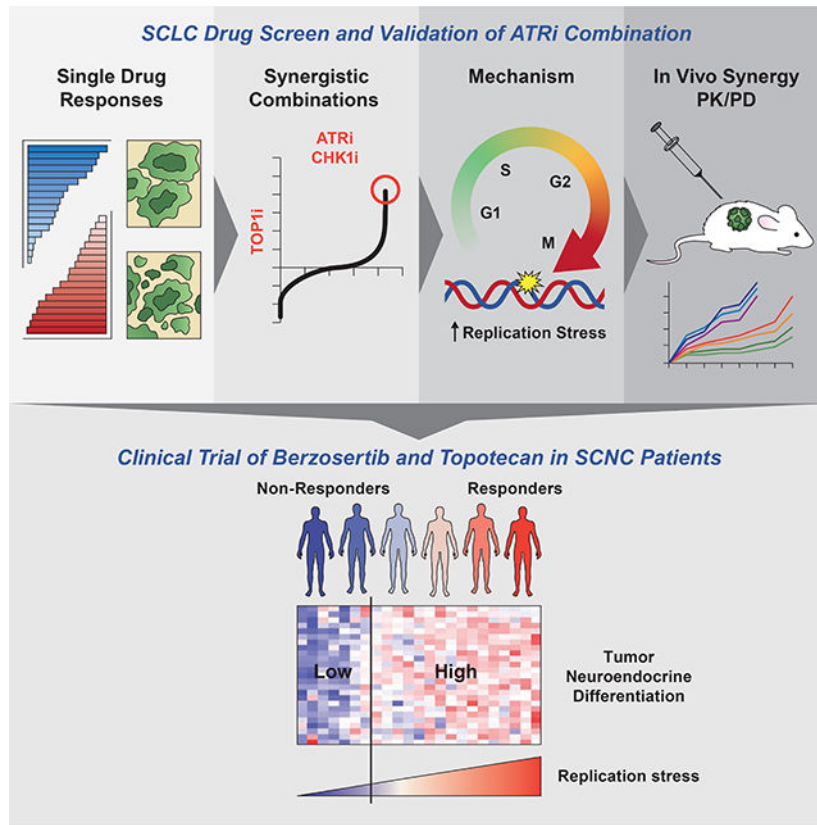 SCLC Drug Screen and Validation of ATRi Combination
Single Drug
Responses
Synergistic
Combinations
ATRi
CHK1i
TOP1i
Mechanism
S
G2
G1
M
↑ Replication Stress
In Vivo Synergy
PK/PD
Clinical Trial of Berzosertib and Topotecan in SCNC Patients
Non-Responders
Responders
Low
High
Tumor
Neuroendocrine
Differentiation
Replication stress